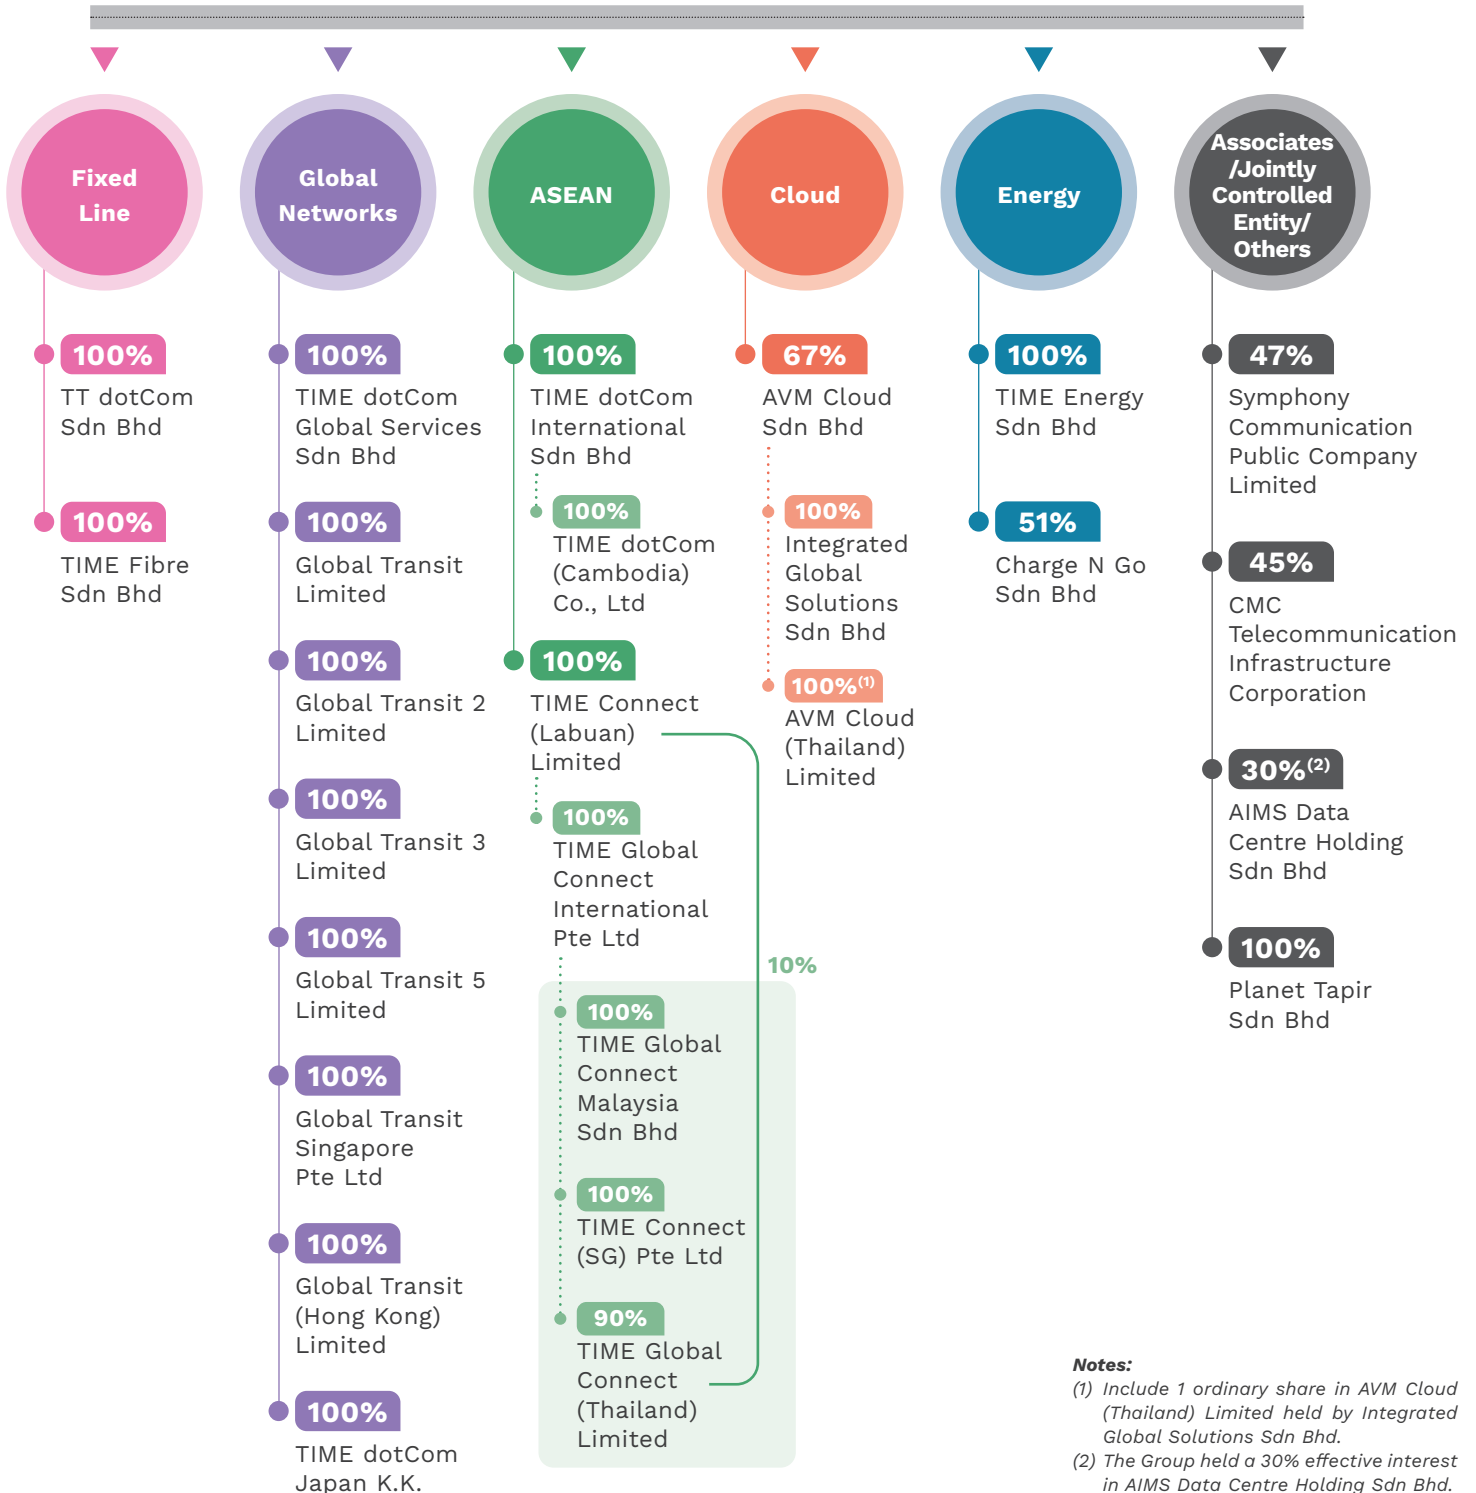 Fixed
Line
100%
TT dotCom
Sdn Bhd
100%
TIME Fibre
Sdn Bhd
Global
Networks
100%
TIME dotCom
Global Services
Sdn Bhd
100%
Global Transit
Limited
100%
Global Transit 2
Limited
100%
Global Transit 3
Limited
100%
Global Transit 5
Limited
100%
Global Transit
Singapore
Pte Ltd
100%
Global Transit
(Hong Kong)
Limited
100%
TIME dotCom
Japan K.K.
ASEAN
100%
TIME dotCom
International
Sdn Bhd
100%
TIME dotCom
(Cambodia)
Co., Ltd
100%
TIME Connect
(Labuan)
Limited
100%
TIME Global
Connect
International
Pte Ltd
10%
100%
TIME Global
Connect
Malaysia
Sdn Bhd
100%
TIME Connect
(SG) Pte Ltd
90%
TIME Global
Connect
(Thailand)
Limited
Cloud
67%
AVM Cloud
Sdn Bhd
100%
Integrated
Global
Solutions
Sdn Bhd
100%(1)
AVM Cloud
(Thailand)
Limited
Energy
100%
TIME Energy
Sdn Bhd
51%
Charge N Go
Sdn Bhd
Associates
/Jointly
Controlled
Entity/
Others
47%
Symphony
Communication
Public Company
Limited
45%
CMC
Telecommunication
Infrastructure
Corporation
30%(2)
AIMS Data
Centre Holding
Sdn Bhd
100%
Planet Tapir
Sdn Bhd
Notes:
(1) Include 1 ordinary share in AVM Cloud
(Thailand) Limited held by Integrated
Global Solutions Sdn Bhd.
(2) The Group held a 30% effective interest
in AIMS Data Centre Holding Sdn Bhd.